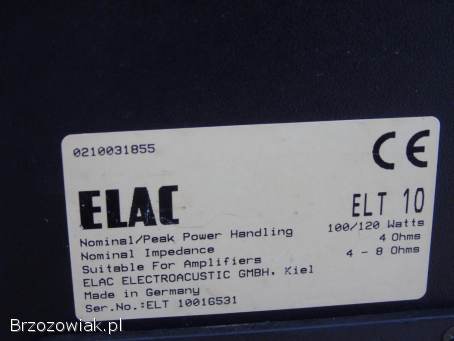 0210031855
CE
ELAC
ELT 10
Nominal/Peak Power Handling 100/120 Watts
Nominal Impedance 4 Ohms
Suitable For Amplifiers 4 - 8 Ohms
ELAC ELECTROACUSTIC GMBH. Kiel
Made in Germany
Ser.No.:ELT 10016531
Brzozowiak.pl